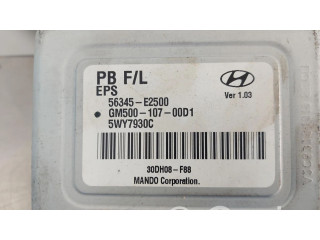 PB F/L
EPS
56345-E2500
GM500-107-00D1
5WY7930C
Ver 1.03
30DH08-F88
MANDO Corporation.